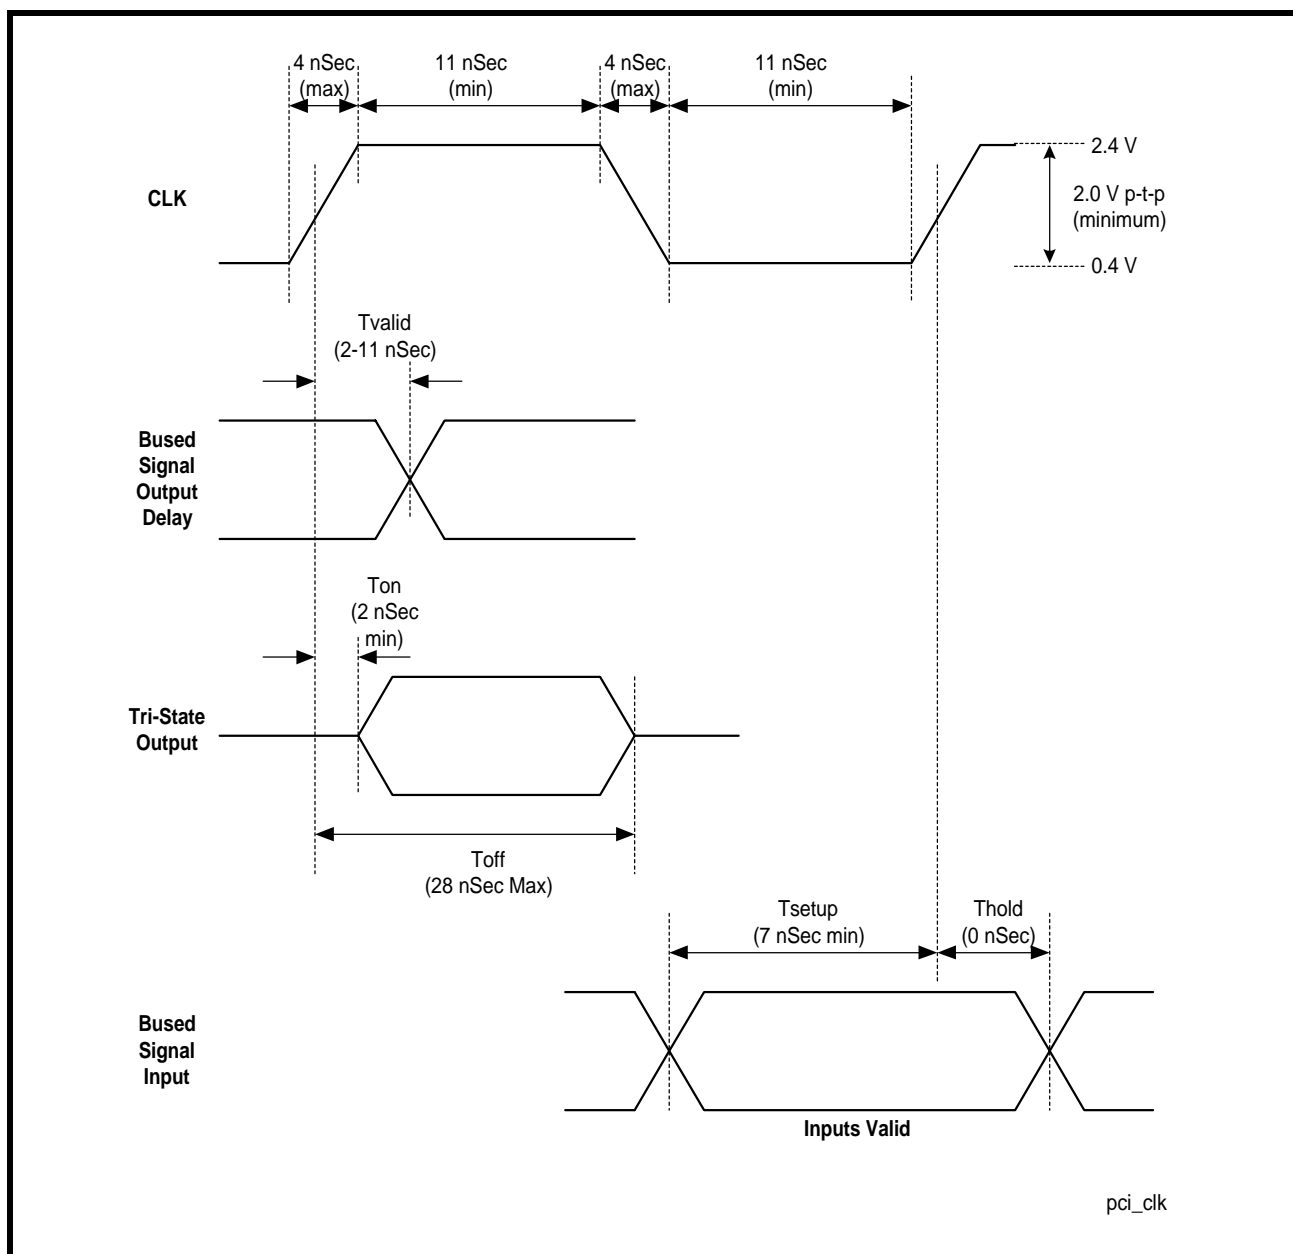 4 nSec
(max)
11 nSec
(min)
4 nSec
(max)
11 nSec
(min)
CLK
2.4 V
2.0 V p-t-p
(minimum)
0.4 V
Tvalid
(2-11 nSec)
Bused
Signal
Output
Delay
Ton
(2 nSec
min)
Tri-State
Output
Toff
(28 nSec Max)
Tsetup
(7 nSec min)
Thold
(0 nSec)
Bused
Signal
Input
Inputs Valid
pci_clk